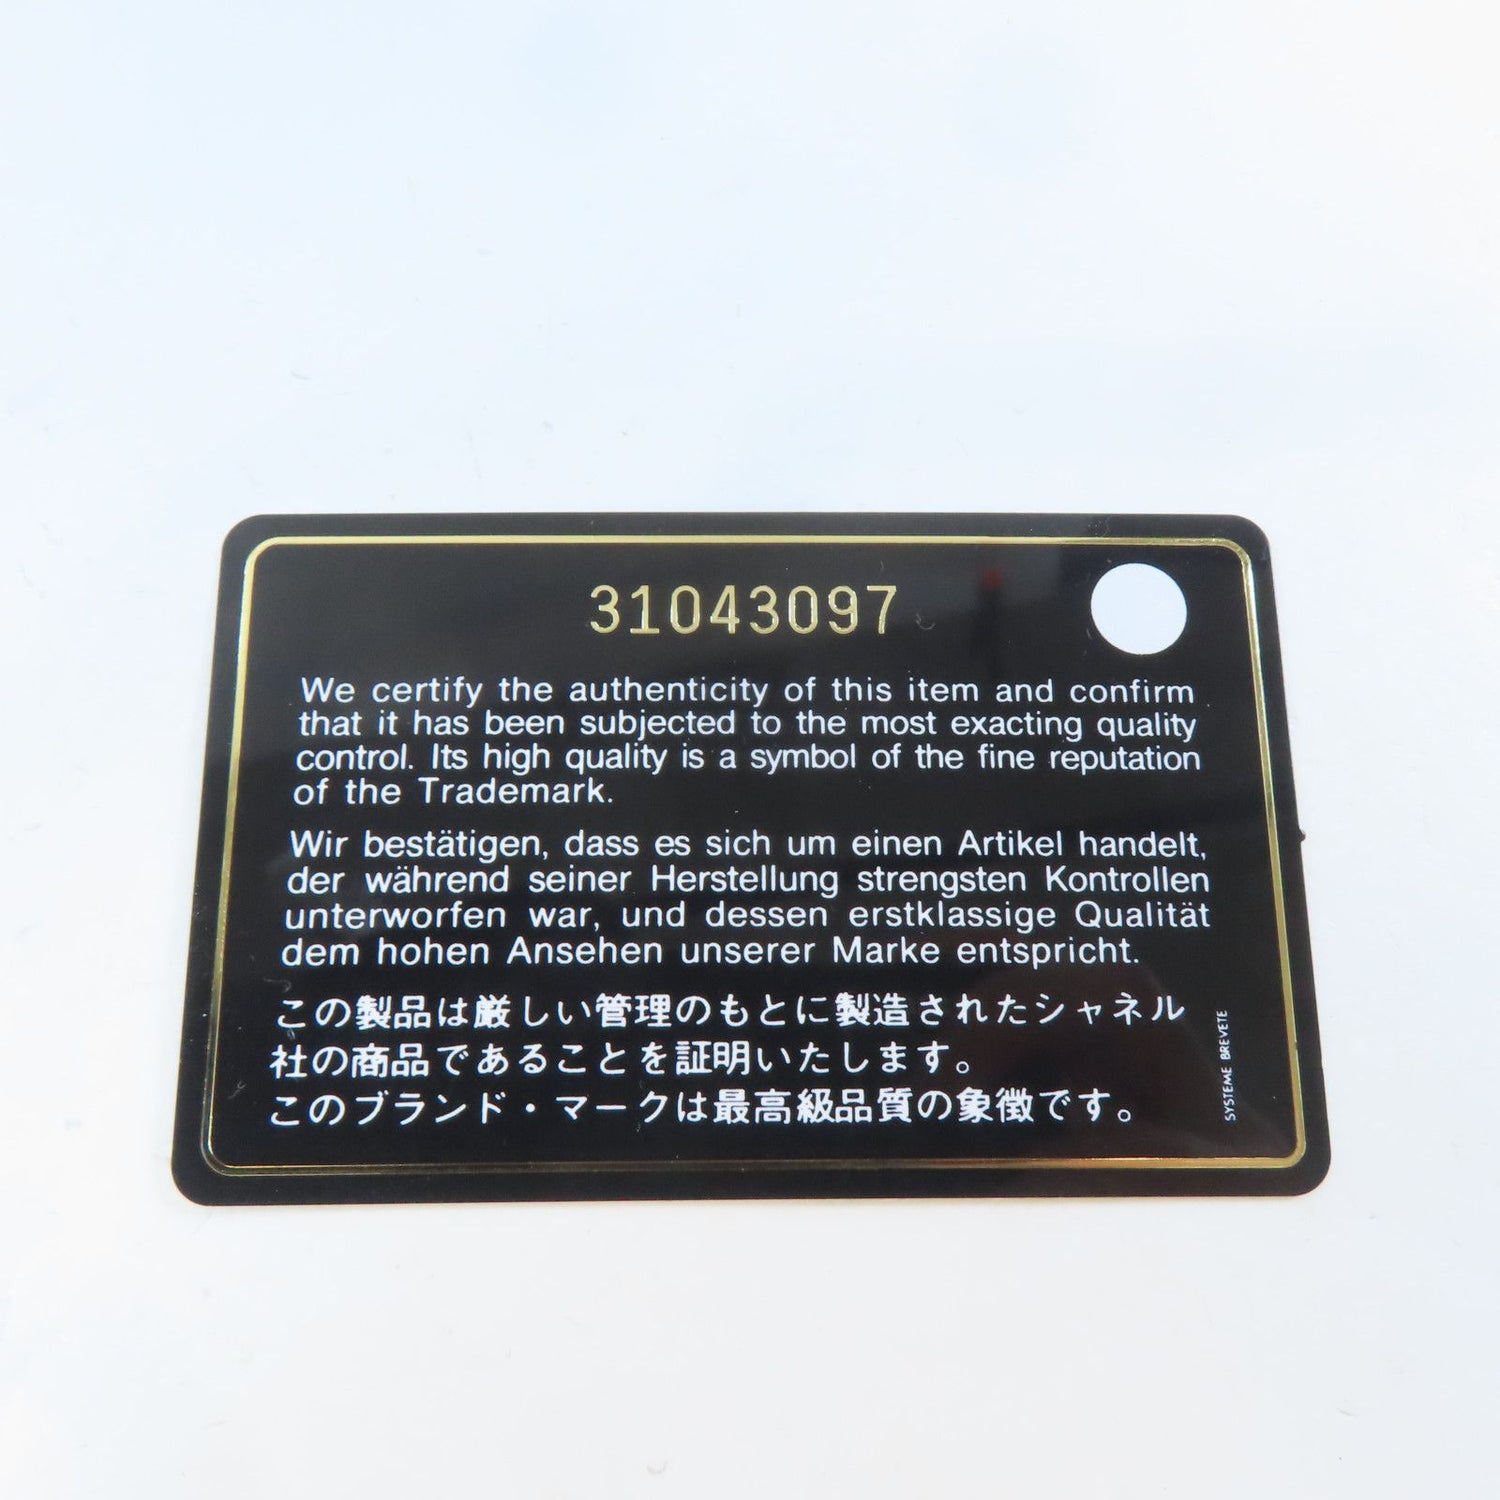 31043097
We certify the authenticity of this item and confirm
that it has been subjected to the most exacting quality
control. Its high quality is a symbol of the fine reputation
of the Trademark.
Wir bestätigen, dass es sich um einen Artikel handelt,
der während seiner Herstellung strengsten Kontrollen
unterworfen war, und dessen erstklassige Qualität
dem hohen Ansehen unserer Marke entspricht.
この製品は厳しい管理のもとに製造されたシャネル
社の商品であることを証明いたします。
このブランド・マークは最高級品質の象徴です。
SYSTEME BREVETE